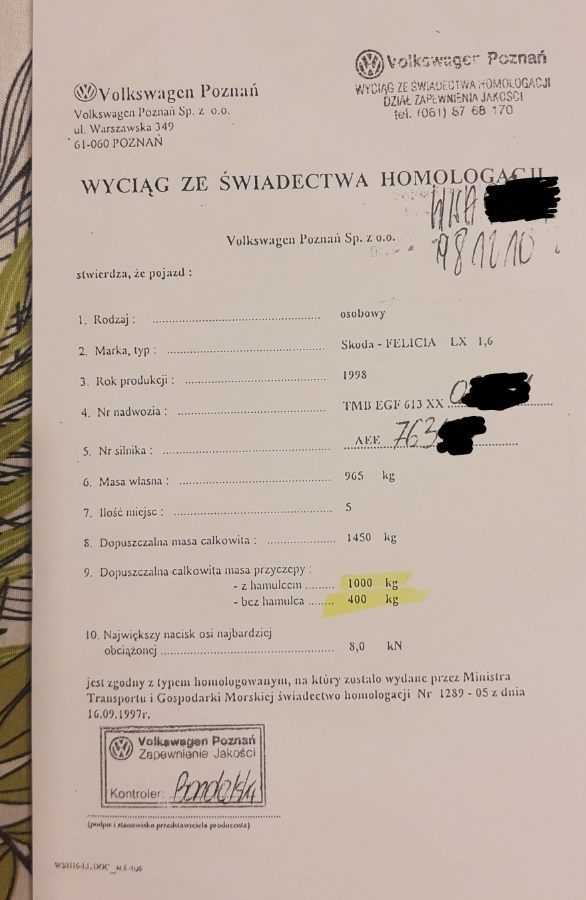 Volkswagen Poznań
Volkswagen Poznań Sp. z o.o.
ul. Warszawska 349
61-060 POZNAŃ
Volkswagen Poznań
WYCIĄG ZE ŚWIADECTWA HOMOLOGACJI
DZIAŁ ZAPEWNIENIA JAKOŚCI
tel. (061) 87 68 170
WYCIĄG ZE ŚWIADECTWA HOMOLOGACJI
981210
Volkswagen Poznań Sp. z o.o.
stwierdza, że pojazd :
1. Rodzaj : .......... osobowy
2. Marka, typ : .......... Skoda - FELICIA LX 1,6
3. Rok produkcji : .......... 1998
4. Nr nadwozia : .......... TMB EGF 613 XX 0
5. Nr silnika : .......... AEE 763
6. Masa własna : .......... 965 kg
7. Ilość miejsc : .......... 5
8. Dopuszczalna masa całkowita : .......... 1450 kg
9. Dopuszczalna całkowita masa przyczepy :
- z hamulcem ........ 1000 kg
- bez hamulca ....... 400 kg
10. Największy nacisk osi najbardziej
obciążonej .......... 8,0 kN
jest zgodny z typem homologowanym, na który zostało wydane przez Ministra
Transportu i Gospodarki Morskiej świadectwo homologacji Nr 1289 - 05 z dnia
16.09.1997r.
Volkswagen Poznań
Zapewnienie Jakości
Kontroler:
(podpis i stanowisko przedstawiciela producenta)